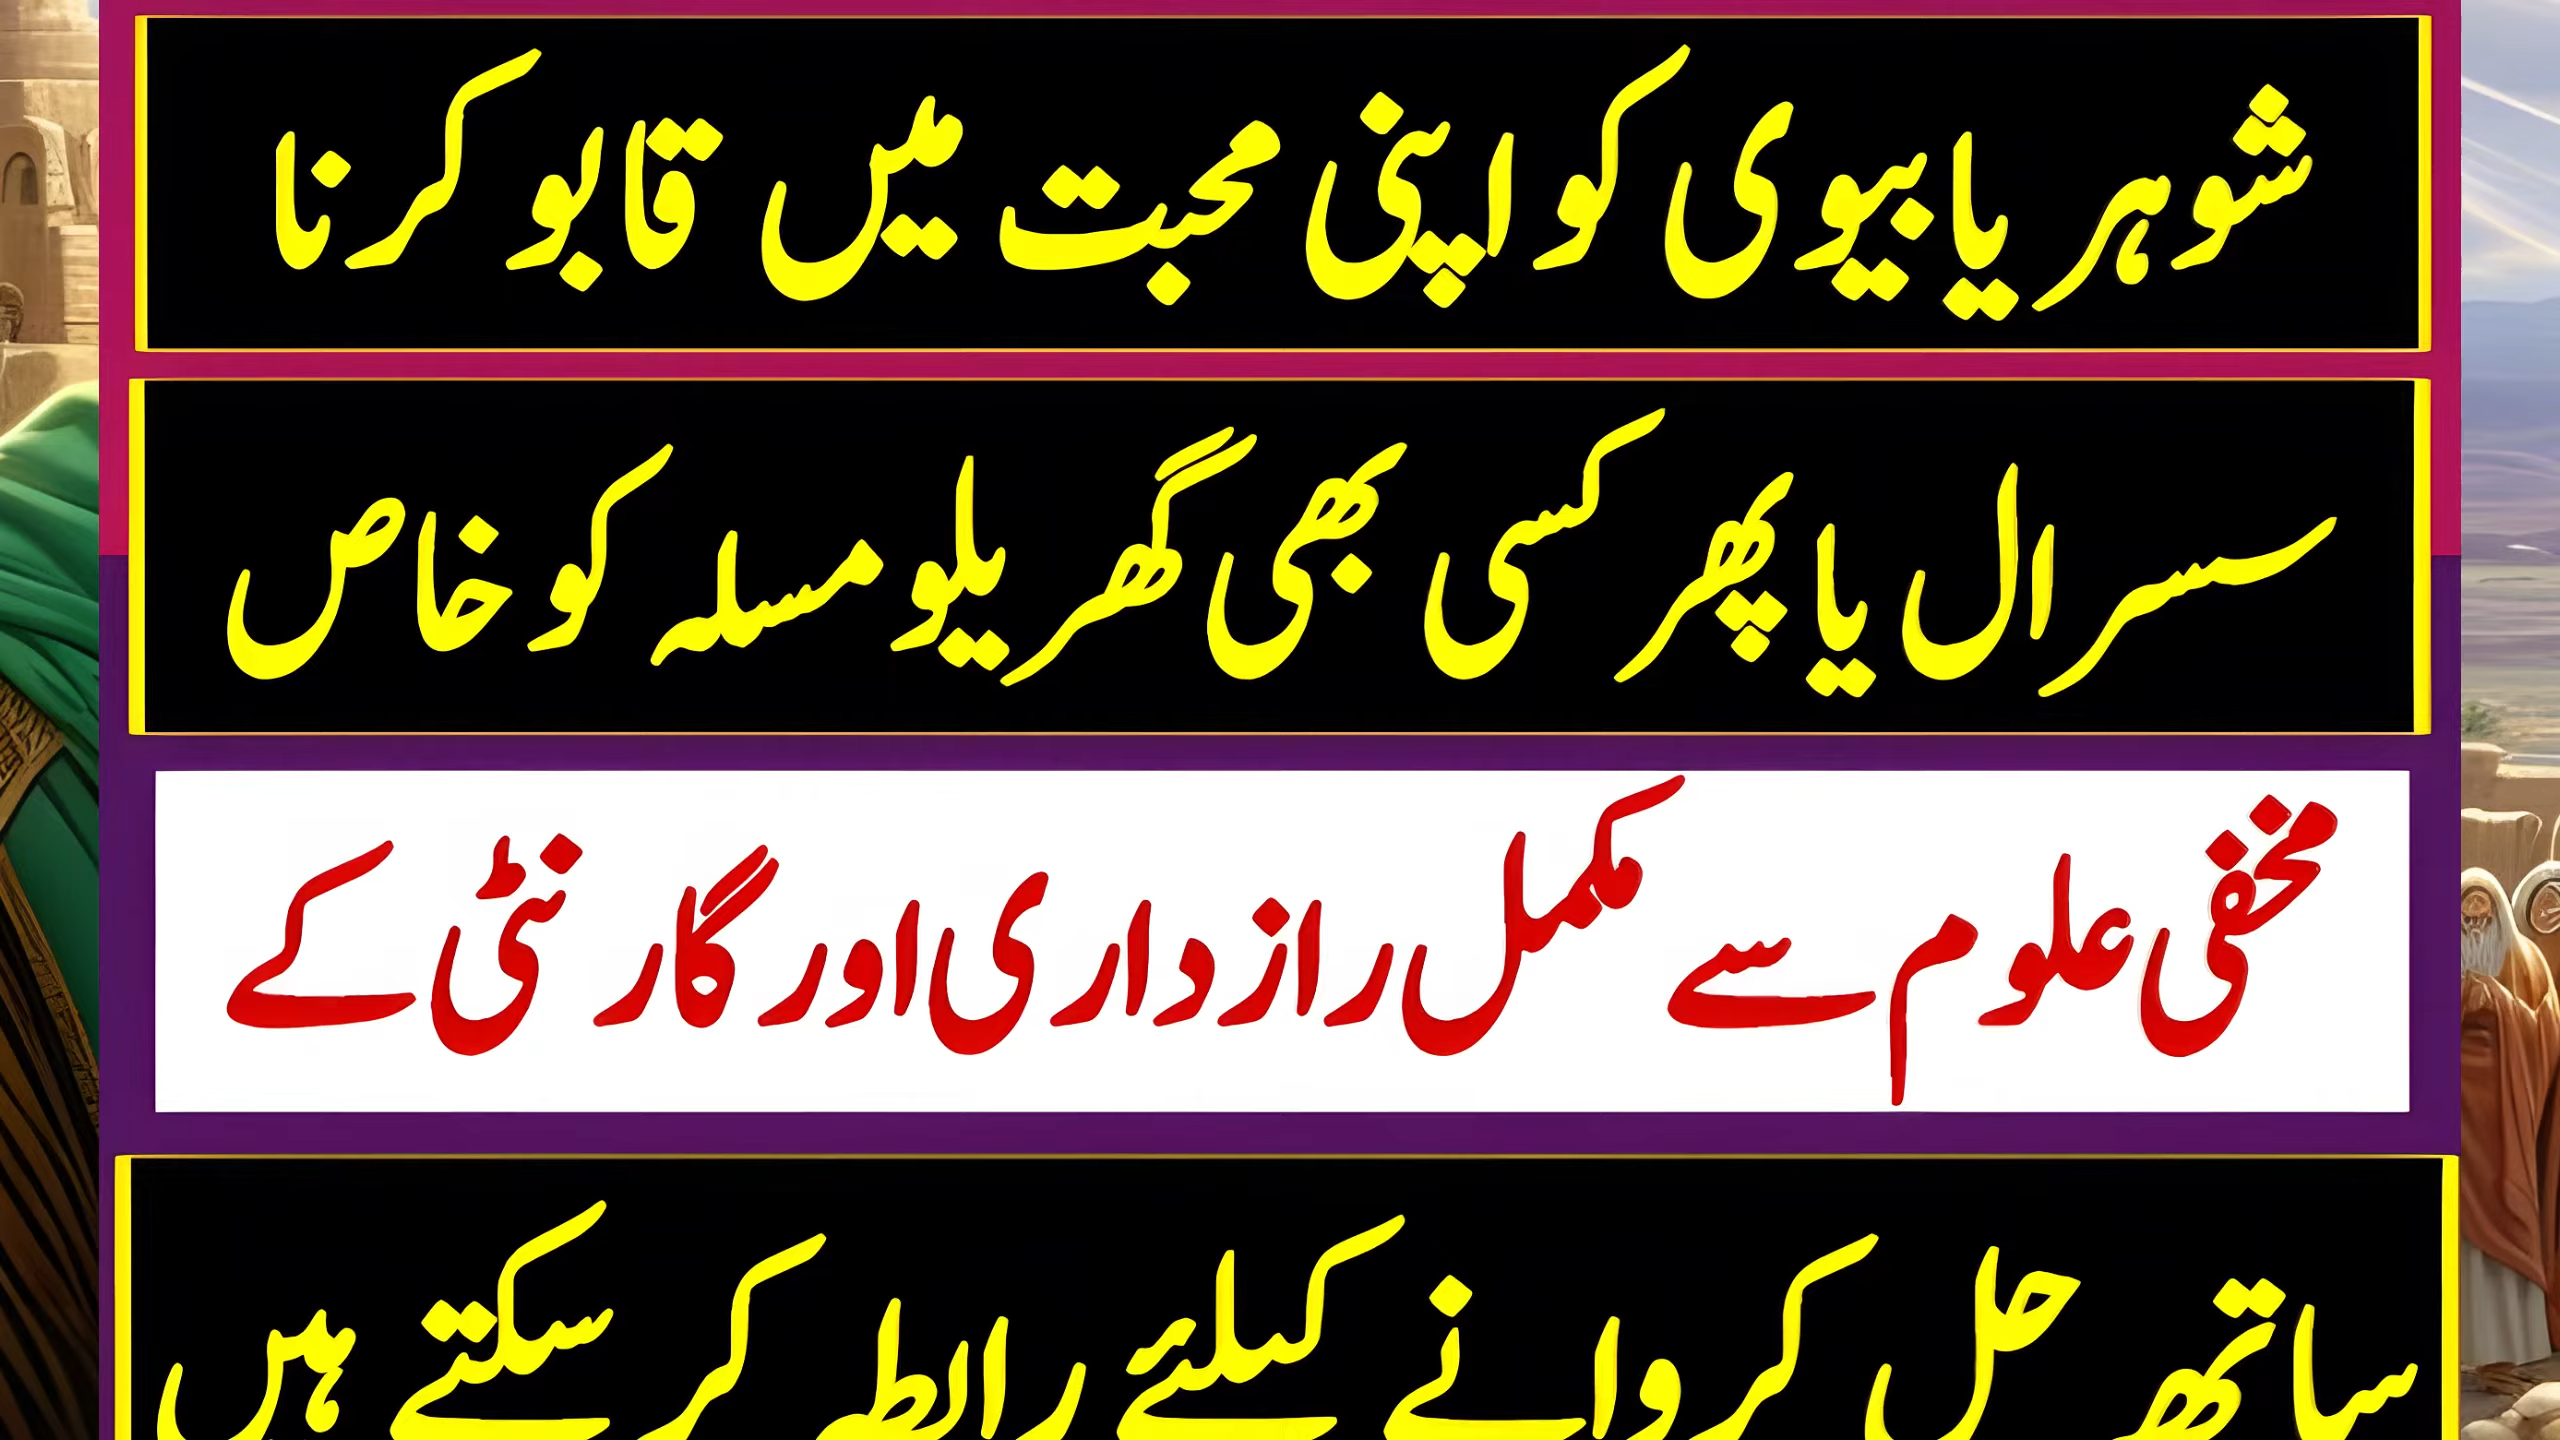 شوہر یا بیوی کو اپنی محبت میں قابو کرنا
سسرال یا پھر کسی بھی گھریلو مسلہ کو خاص
مخفی علوم سے مکمل رازداری اور گارنٹی کے
ساتھ حل کروانے کیلئے رابطہ کر سکتے ہیں